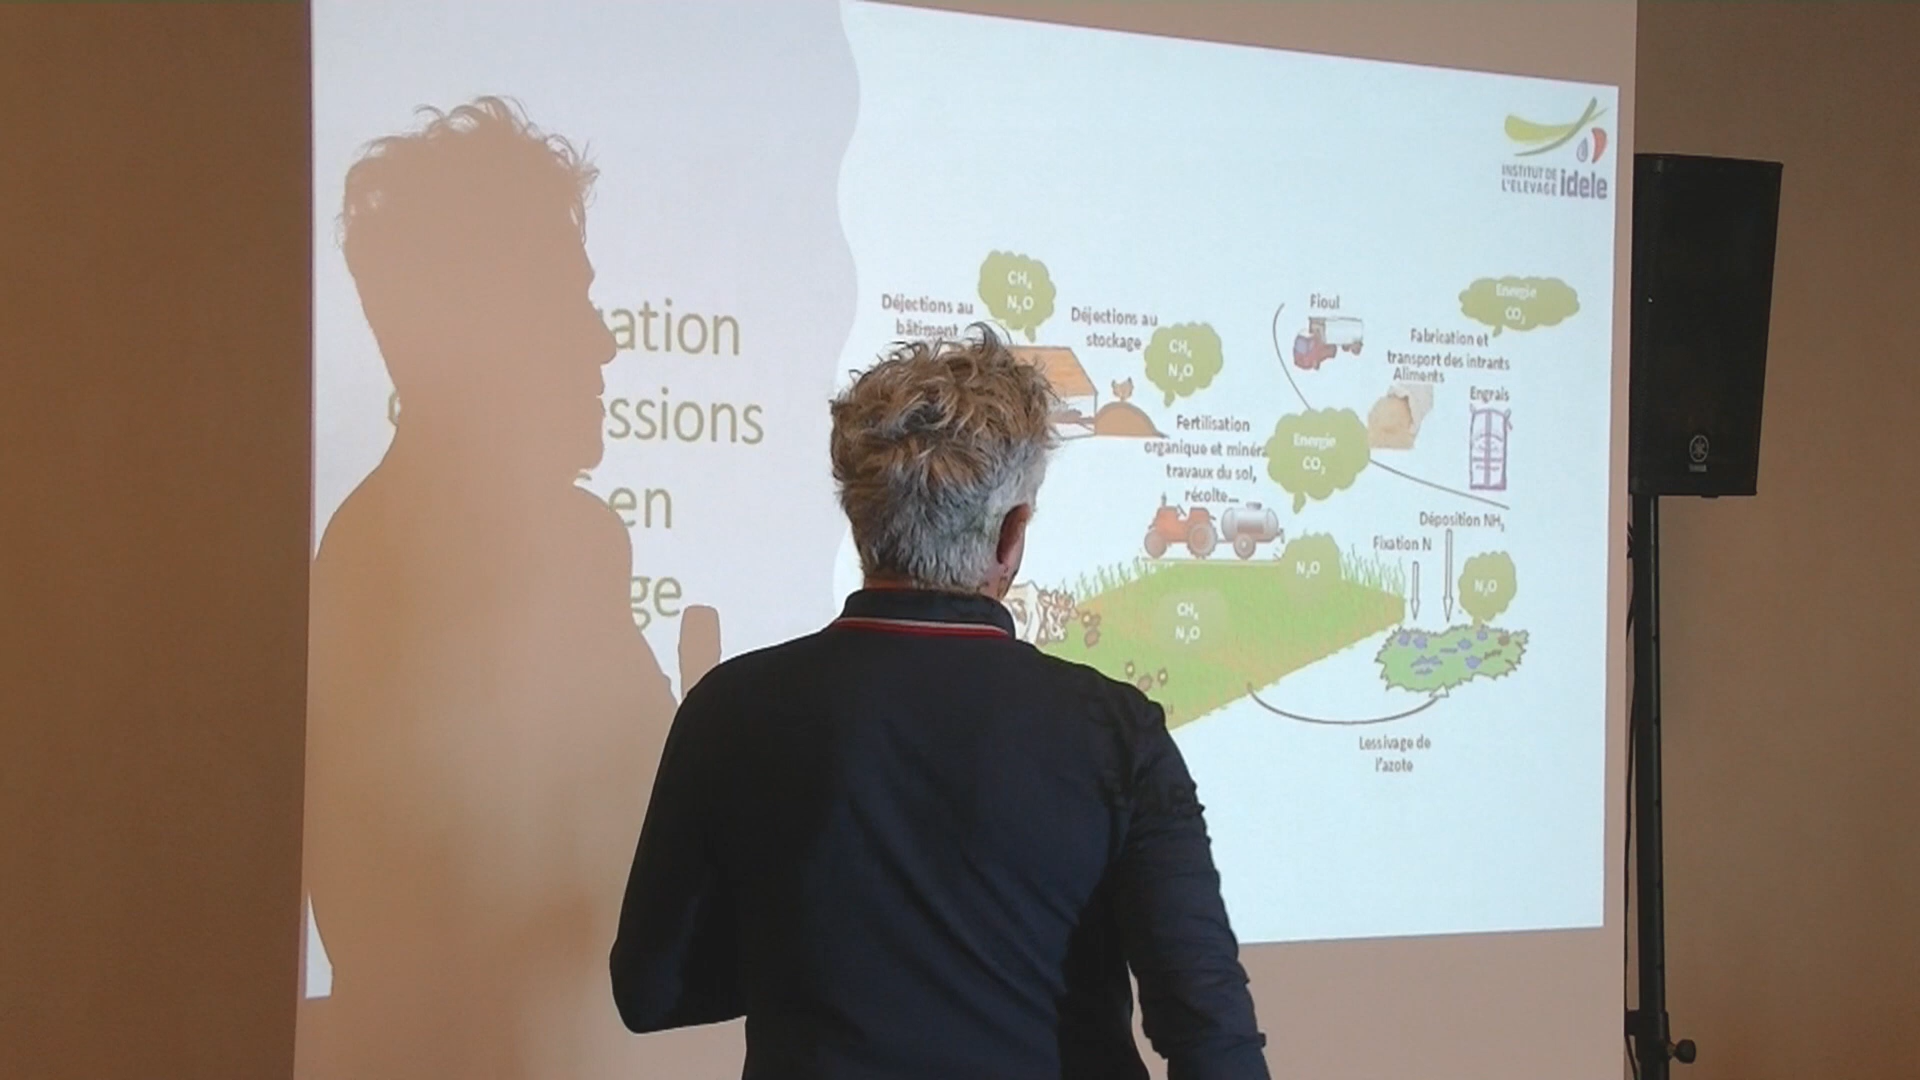 ation
ssions
en
ge
INSTITUT DE
L'ELEVAGE idele
Déjections au
bâtiment
CH4
N2O
Déjections au
stockage
CH4
N2O
Fioul
Energie
CO2
Fabrication et
transport des intrants
Aliments
Engrais
Fertilisation
organique et minéra
travaux du sol,
récolte...
Energie
CO2
Déposition NH3
Fixation N
N2O
N2O
CH4
N2O
Lessivage de
l'azote